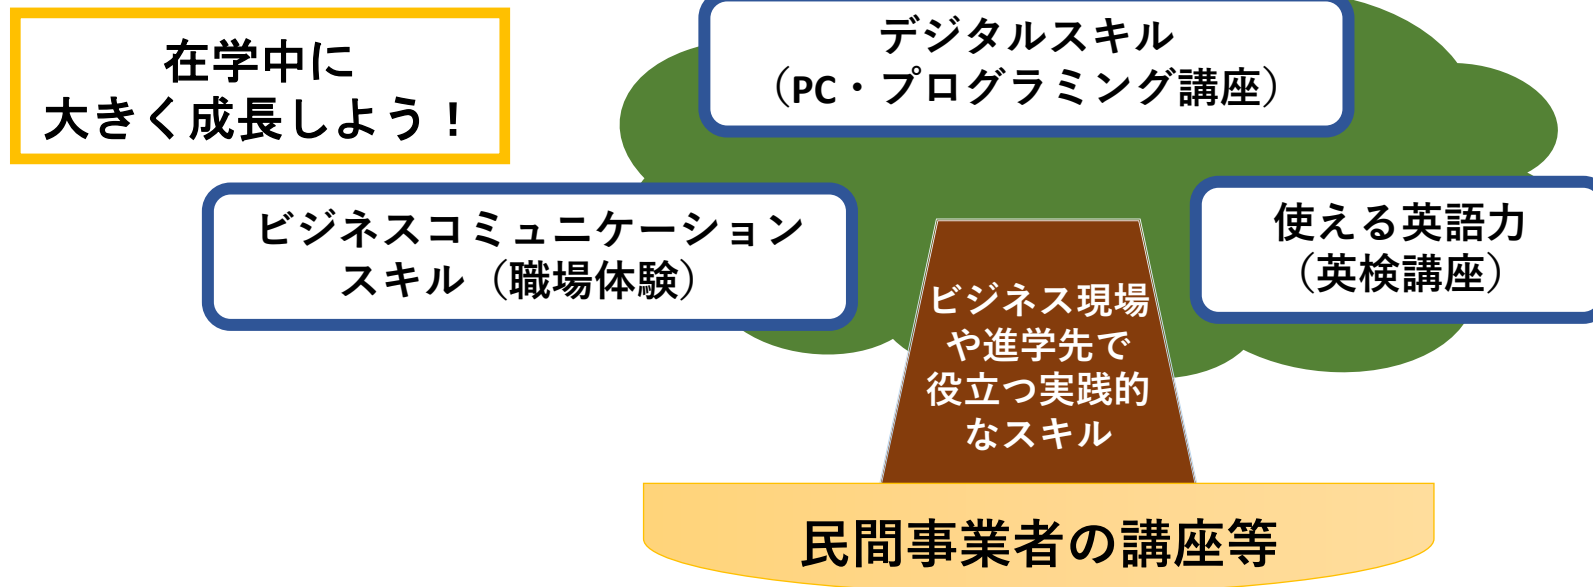 在学中に
大きく成長しよう！
デジタルスキル
（PC・プログラミング講座）
ビジネスコミュニケーション
スキル（職場体験）
使える英語力
（英検講座）
ビジネス現場
や進学先で
役立つ実践的
なスキル
民間事業者の講座等